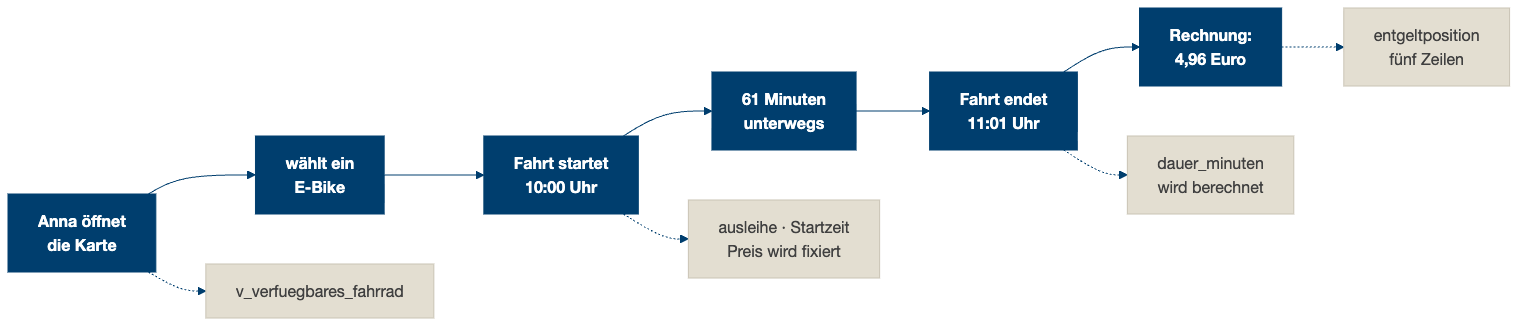 Anna öffnet
die Karte
v_verfuegbares_fahrrad
wählt ein
E-Bike
Fahrt startet
10:00 Uhr
ausleihe · Startzeit
Preis wird fixiert
61 Minuten
unterwegs
Fahrt endet
11:01 Uhr
dauer_minuten
wird berechnet
Rechnung:
4,96 Euro
entgeltposition
fünf Zeilen